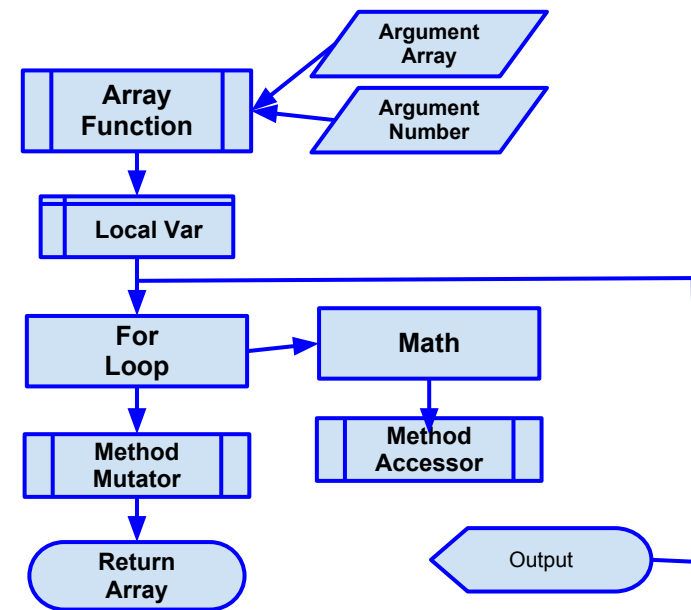 Argument
Array
Array
Function
Argument
Number
Local Var
For
Loop
Math
Method
Mutator
Method
Accessor
Return
Array
Output